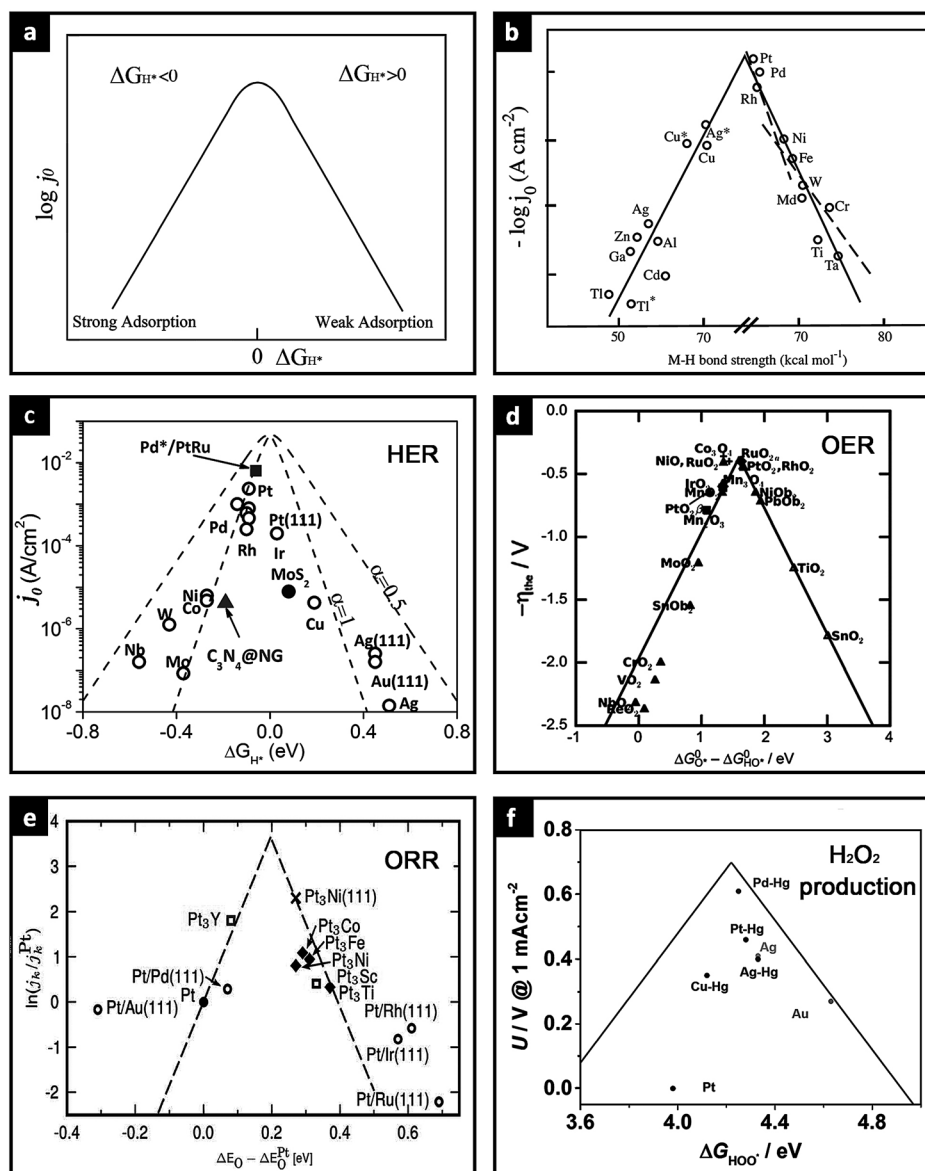 a
ΔG_H*<0
ΔG_H*>0
log j0
Strong Adsorption
Weak Adsorption
0 ΔG_H*
b
- log j0 (A cm-2)
Pt
Pd
Rh
Cu*
Ag*
Cu
Ni
Fe
W
Md
Cr
Ag
Zn
Al
Ga
Ti
Ta
Cd
Tl
Tl*
50 70 70 80
M-H bond strength (kcal mol-1)
c
HER
Pd*/PtRu
Pt
Pd
Pt(111)
Rh
Ir
MoS2
Ni
Co
W
Cu
α=1
α=0.5
Nb
Mo
C3N4@NG
Ag(111)
Au(111)
Ag
j0 (A/cm2)
10-2
10-4
10-6
10-8
-0.8 -0.4 0.0 0.4 0.8
ΔG_H* (eV)
d
OER
Co3O4
RuO2
NiO, RuO2
PtO2, RhO2
Mn3O4
NiOb2
PbOb2
PtO2β
Mn2O3
MoO2
TiO2
SnOb2
SnO2
CrO2
VO2
-ηthe / V
-0.0
-0.5
-1.0
-1.5
-2.0
-2.5
-1 0 1 2 3 4
ΔG0O* – ΔG0HO* / eV
e
ORR
ln(jk/jkPt)
4
3
2
1
0
-1
-2
Pt3Ni(111)
Pt3Y
Pt3Co
Pt3Fe
Pt3Ni
Pt/Pd(111)
Pt3Sc
Pt
Pt3Ti
Pt/Au(111)
Pt/Rh(111)
Pt/Ir(111)
Pt/Ru(111)
-0.4 -0.2 0.0 0.2 0.4 0.6
ΔEO – ΔEOPt [eV]
f
H2O2
production
U / V @ 1 mAcm-2
0.8
0.6
0.4
0.2
0.0
Pd-Hg
Pt-Hg
Ag
Ag-Hg
Cu-Hg
Au
Pt
3.6 4.0 4.4 4.8
ΔG_HOO* / eV